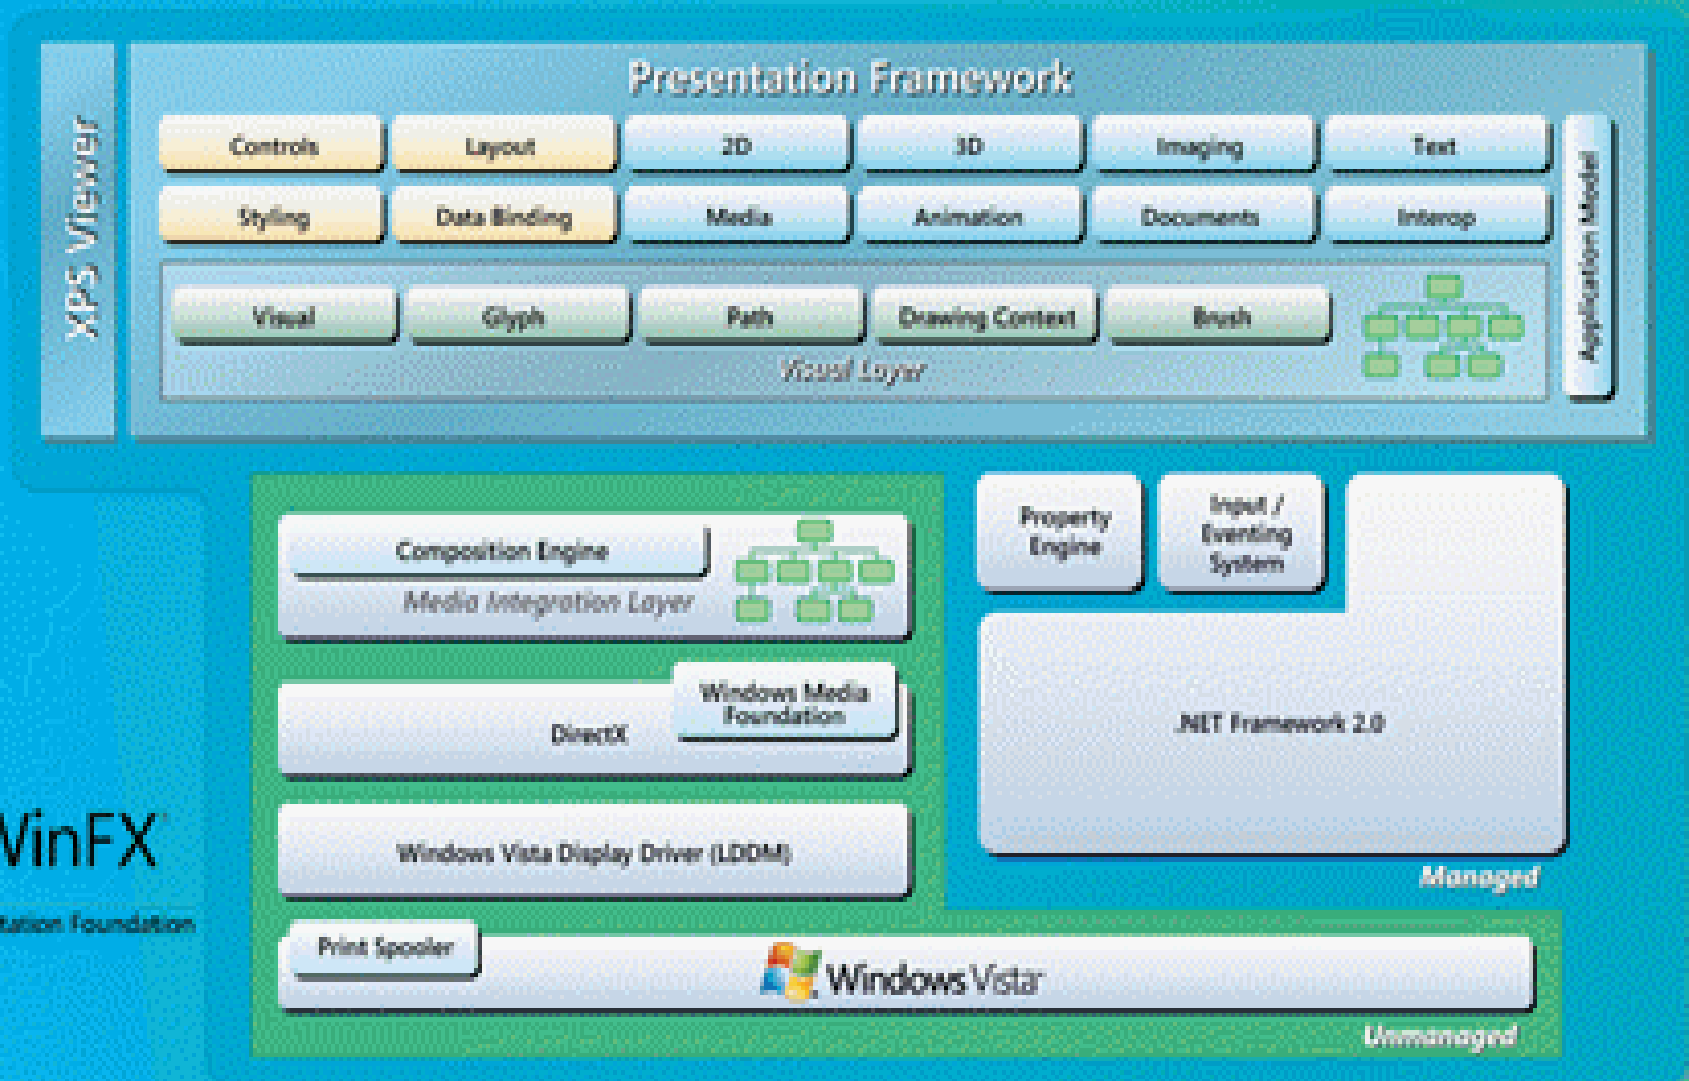 Presentation Framework
XPS Viewer
Controls
Layout
2D
3D
Imaging
Text
Styling
Data Binding
Media
Animation
Documents
Interop
Application Model
Visual
Glyph
Path
Drawing Context
Brush
Visual Layer
Composition Engine
Media Integration Layer
Property
Engine
Input /
Eventing
System
Windows Media
Foundation
DirectX
.NET Framework 2.0
Windows Vista Display Driver (LDDM)
WinFX
Managed
tation Foundation
Print Spooler
Windows Vista
Unmanaged